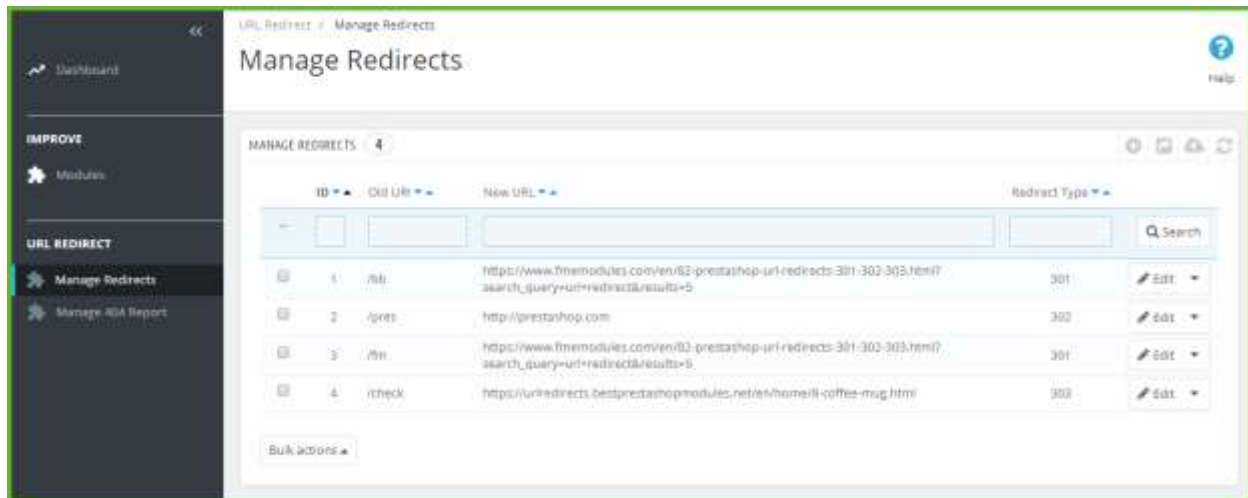 URL Redirect / Manage Redirects
Manage Redirects
Help
Dashboard
IMPROVE
Modules
URL REDIRECT
Manage Redirects
Manage 404 Report
MANAGE REDIRECTS 4
ID Old URI New URL Redirect Type
-- Search
1 https://www.fmemodules.com/en/82-prestashop-url-redirects-301-302-303.html?
search_query=url+redirect&results=5 301 Edit
2 /pres http://prestashop.com 302 Edit
3 https://www.fmemodules.com/en/82-prestashop-url-redirects-301-302-303.html?
search_query=url+redirect&results=5 301 Edit
4 /check https://urlredirects.bestprestashopmodules.net/en/home/8-coffee-mug.html 303 Edit
Bulk actions